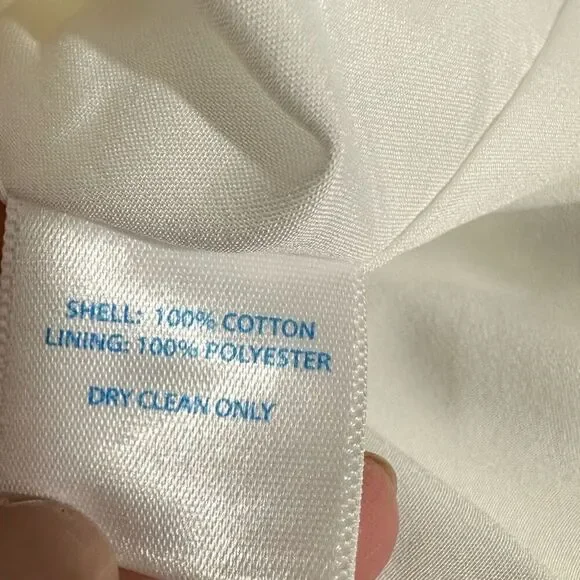 SHELL: 100% COTTON
LINING: 100% POLYESTER
DRY CLEAN ONLY